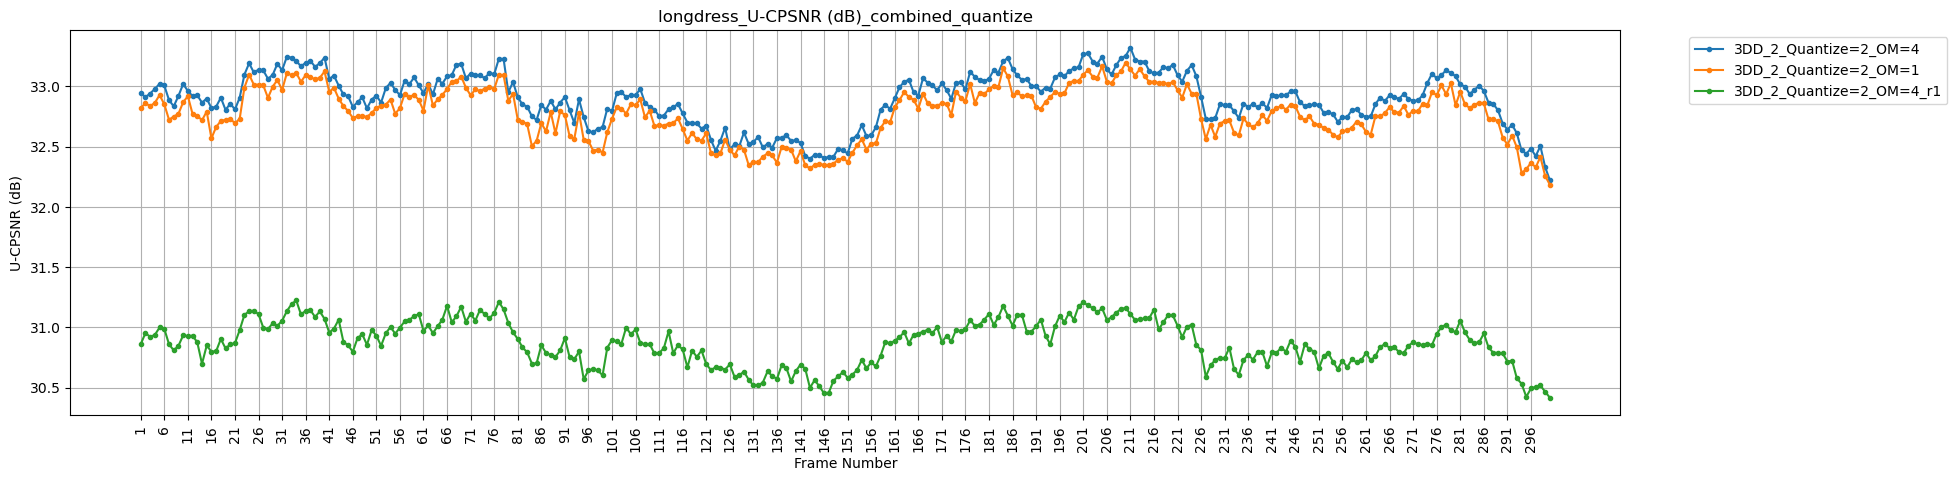 longdress_U-CPSNR (dB)_combined_quantize
3DD_2_Quantize=2_OM=4
3DD_2_Quantize=2_OM=1
3DD_2_Quantize=2_OM=4_r1
U-CPSNR (dB)
33.0
32.5
32.0
31.5
31.0
30.5
1 6 11 16 21 26 31 36 41 46 51 56 61 66 71 76 81 86 91 96 101 106 111 116 121 126 131 136 141 146 151 156 161 166 171 176 181 186 191 196 201 206 211 216 221 226 231 236 241 246 251 256 261 266 271 276 281 286 291 296
Frame Number